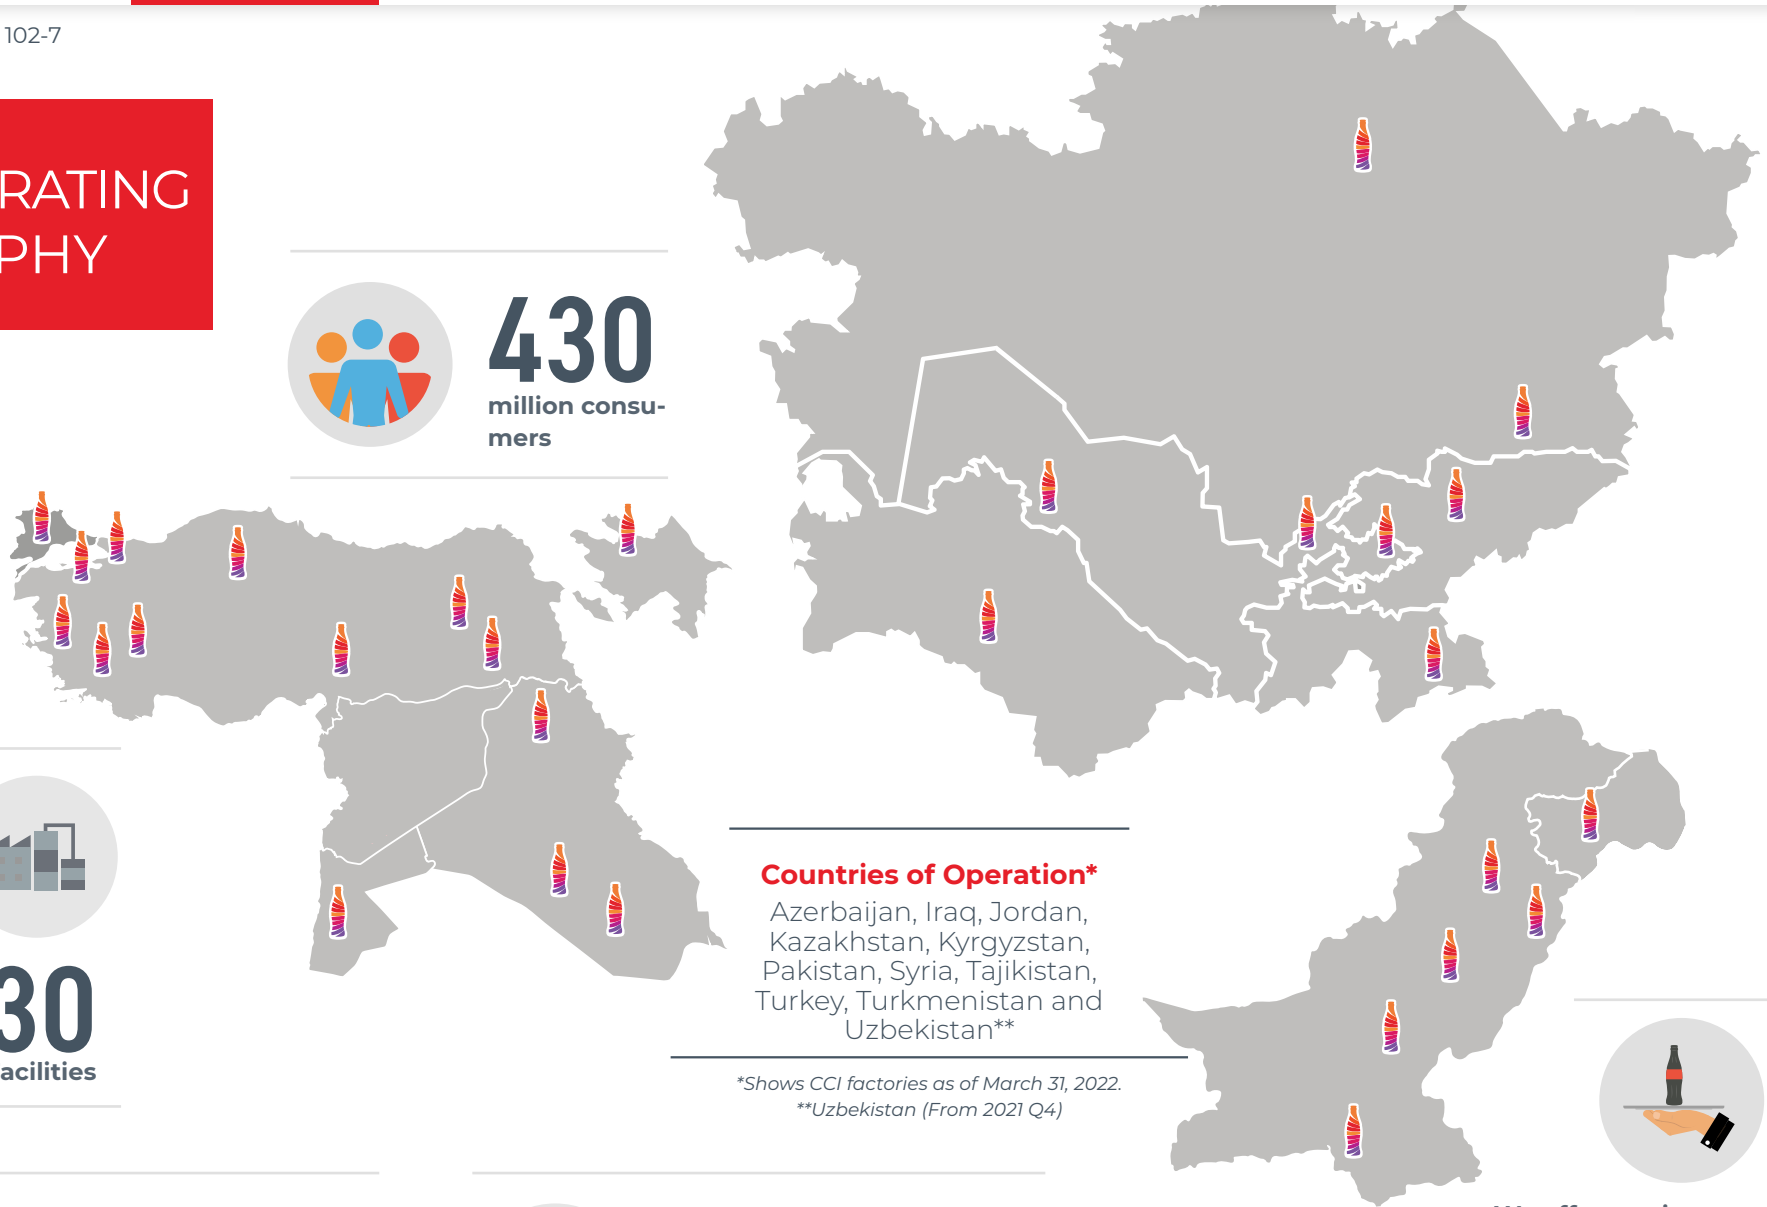 102-7
RATING
PHY
430
million consu-
mers
30
acilities
Countries of Operation*
Azerbaijan, Iraq, Jordan,
Kazakhstan, Kyrgyzstan,
Pakistan, Syria, Tajikistan,
Turkey, Turkmenistan and
Uzbekistan**
*Shows CCI factories as of March 31, 2022.
**Uzbekistan (From 2021 Q4)